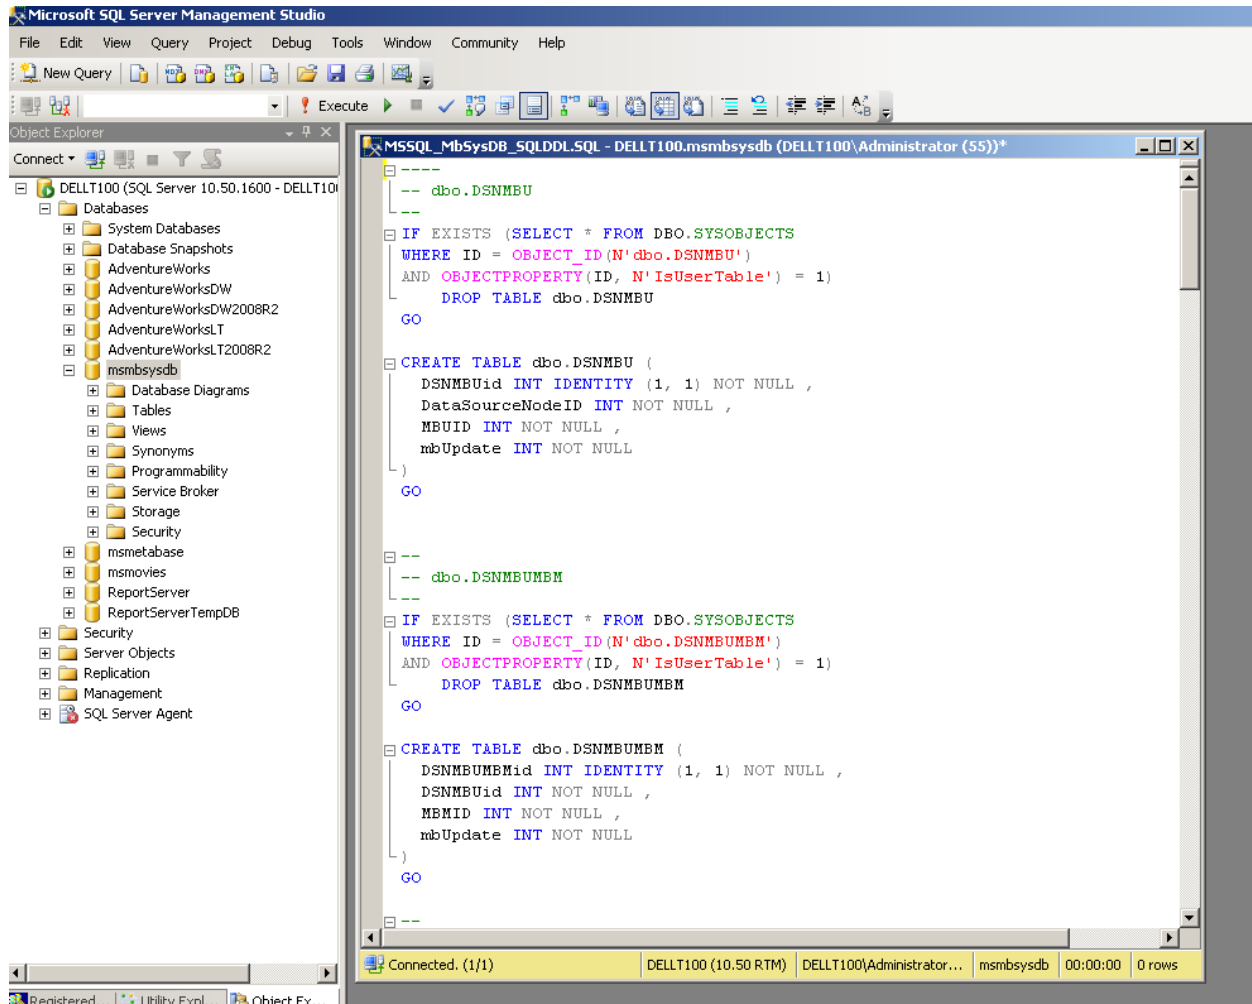 Microsoft SQL Server Management Studio
File Edit View Query Project Debug Tools Window Community Help
New Query
Execute
Object Explorer
Connect
DELLT100 (SQL Server 10.50.1600 - DELLT10
Databases
System Databases
Database Snapshots
AdventureWorks
AdventureWorksDW
AdventureWorksDW2008R2
AdventureWorksLT
AdventureWorksLT2008R2
msmbsysdb
Database Diagrams
Tables
Views
Synonyms
Programmability
Service Broker
Storage
Security
msmetabase
msmovies
ReportServer
ReportServerTempDB
Security
Server Objects
Replication
Management
SQL Server Agent
Registered... Utility Expl... Object Ex...
MSSQL_MbSysDB_SQLDDL.SQL - DELLT100.msmbsysdb (DELLT100\Administrator (55))*
----
-- dbo.DSNMBU
--
IF EXISTS (SELECT * FROM DBO.SYSOBJECTS
WHERE ID = OBJECT_ID(N'dbo.DSNMBU')
AND OBJECTPROPERTY(ID, N'IsUserTable') = 1)
DROP TABLE dbo.DSNMBU
GO
CREATE TABLE dbo.DSNMBU (
DSNMBUid INT IDENTITY (1, 1) NOT NULL ,
DataSourceNodeID INT NOT NULL ,
MBUID INT NOT NULL ,
mbUpdate INT NOT NULL
)
GO
--
-- dbo.DSNMBUMBM
--
IF EXISTS (SELECT * FROM DBO.SYSOBJECTS
WHERE ID = OBJECT_ID(N'dbo.DSNMBUMBM')
AND OBJECTPROPERTY(ID, N'IsUserTable') = 1)
DROP TABLE dbo.DSNMBUMBM
GO
CREATE TABLE dbo.DSNMBUMBM (
DSNMBUMBMid INT IDENTITY (1, 1) NOT NULL ,
DSNMBUid INT NOT NULL ,
MBMID INT NOT NULL ,
mbUpdate INT NOT NULL
)
GO
--
Connected. (1/1) DELLT100 (10.50 RTM) DELLT100\Administrator... msmbsysdb 00:00:00 0 rows